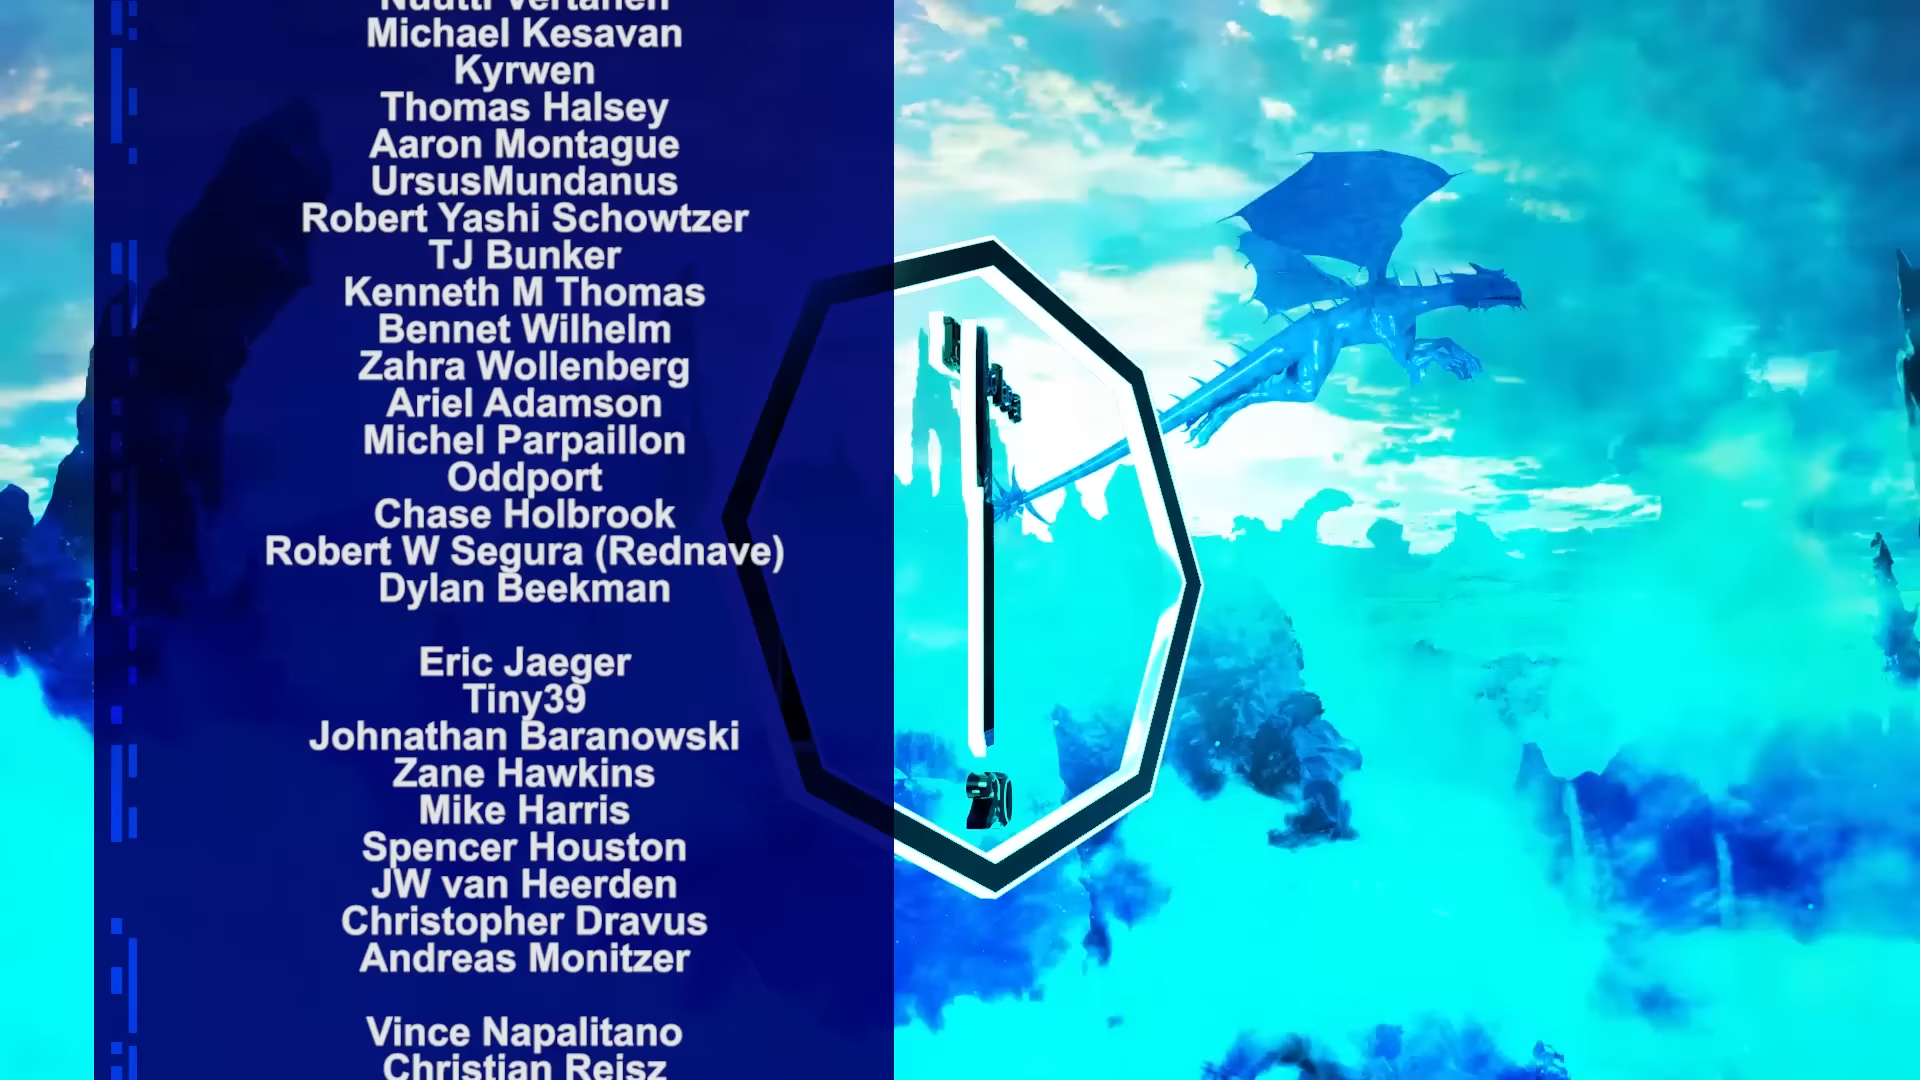 Nuutti Vertanen
Michael Kesavan
Kyrwen
Thomas Halsey
Aaron Montague
UrsusMundanus
Robert Yashi Schowtzer
TJ Bunker
Kenneth M Thomas
Bennet Wilhelm
Zahra Wollenberg
Ariel Adamson
Michel Parpaillon
Oddport
Chase Holbrook
Robert W Segura (Rednave)
Dylan Beekman
Eric Jaeger
Tiny39
Johnathan Baranowski
Zane Hawkins
Mike Harris
Spencer Houston
JW van Heerden
Christopher Dravus
Andreas Monitzer
Vince Napalitano
Christian Reisz